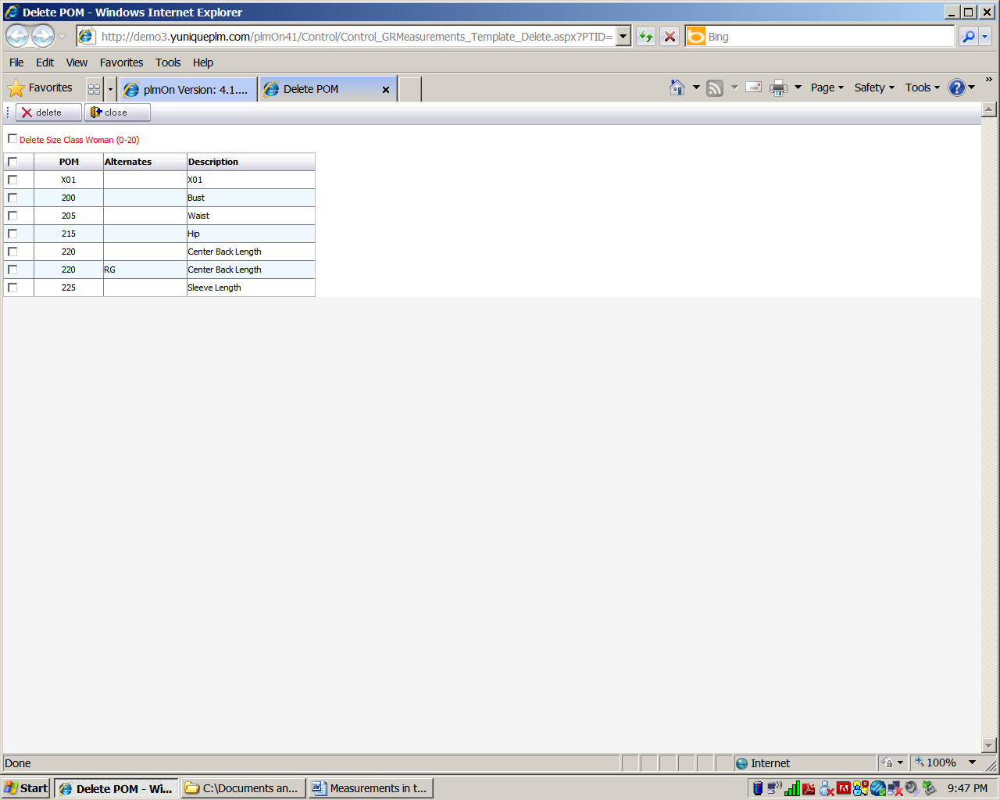 Delete POM - Windows Internet Explorer
http://demo3.yuniqueplm.com/plmOn41/Control/Control_GRMeasurements_Template_Delete.aspx?PTID=
Bing
File Edit View Favorites Tools Help
Favorites
plmOn Version: 4.1....
Delete POM
Page Safety Tools »
delete close
Delete Size Class Woman (0-20)
POM Alternates Description
X01 X01
200 Bust
205 Waist
215 Hip
220 Center Back Length
220 RG Center Back Length
225 Sleeve Length
Done
Internet
100%
Start
Delete POM - Wi...
C:\Documents an...
Measurements in t...
9:47 PM